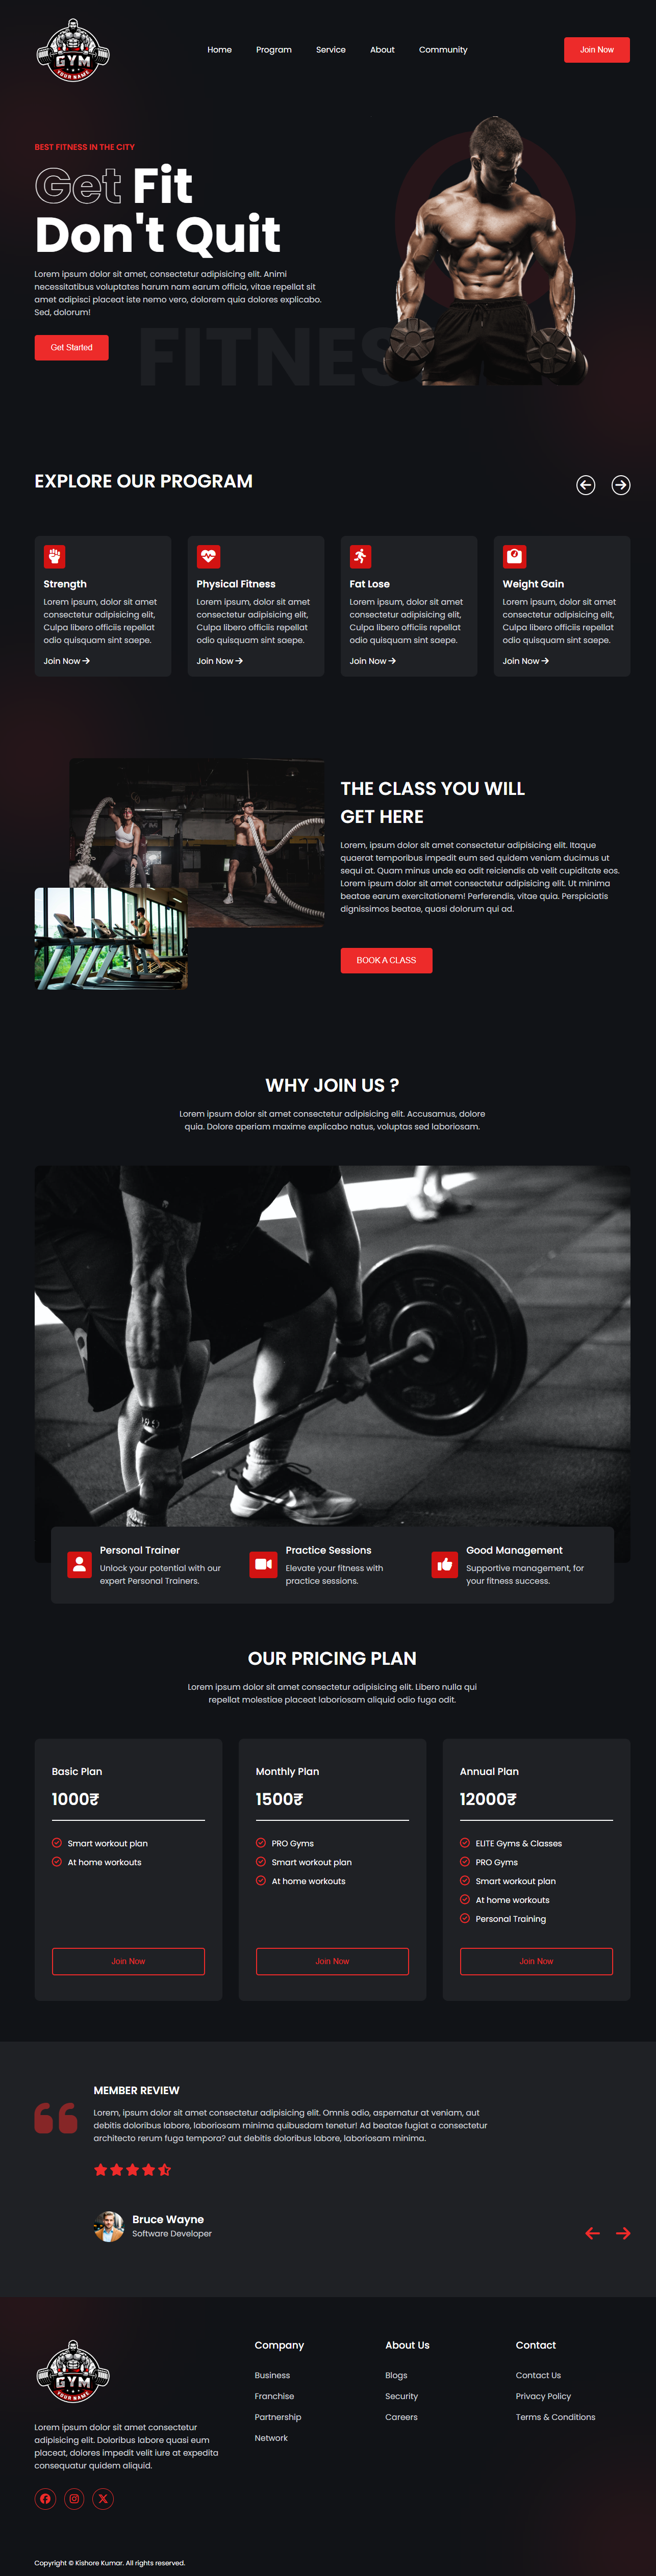 GYM
YOUR NAME
Home
Program
Service
About
Community
Join Now
BEST FITNESS IN THE CITY
Get Fit
Don't Quit
Lorem ipsum dolor sit amet, consectetur adipisicing elit. Animi
necessitatibus voluptates harum nam earum officia, vitae repellat sit
amet adipisci placeat iste nemo vero, dolorem quia dolores explicabo.
Sed, dolorum!
Get Started
FITNES
EXPLORE OUR PROGRAM
Strength
Lorem ipsum, dolor sit amet
consectetur adipisicing elit,
Culpa libero officiis repellat
odio quisquam sint saepe.
Join Now
Physical Fitness
Lorem ipsum, dolor sit amet
consectetur adipisicing elit,
Culpa libero officiis repellat
odio quisquam sint saepe.
Join Now
Fat Lose
Lorem ipsum, dolor sit amet
consectetur adipisicing elit,
Culpa libero officiis repellat
odio quisquam sint saepe.
Join Now
Weight Gain
Lorem ipsum, dolor sit amet
consectetur adipisicing elit,
Culpa libero officiis repellat
odio quisquam sint saepe.
Join Now
THE CLASS YOU WILL
GET HERE
Lorem, ipsum dolor sit amet consectetur adipisicing elit. Itaque
quaerat temporibus impedit eum sed quidem veniam ducimus ut
sequi at. Quam minus unde ea odit reiciendis ab velit cupiditate eos.
Lorem ipsum dolor sit amet consectetur adipisicing elit. Ut minima
beatae earum exercitationem! Perferendis, vitae quia. Perspiciatis
dignissimos beatae, quasi dolorum qui ad.
BOOK A CLASS
WHY JOIN US ?
Lorem ipsum dolor sit amet consectetur adipisicing elit. Accusamus, dolore
quia. Dolore aperiam maxime explicabo natus, voluptas sed laboriosam.
Personal Trainer
Unlock your potential with our
expert Personal Trainers.
Practice Sessions
Elevate your fitness with
practice sessions.
Good Management
Supportive management, for
your fitness success.
OUR PRICING PLAN
Lorem ipsum dolor sit amet consectetur adipisicing elit. Libero nulla qui
repellat molestiae placeat laboriosam aliquid odio fuga odit.
Basic Plan
1000₹
Smart workout plan
At home workouts
Join Now
Monthly Plan
1500₹
PRO Gyms
Smart workout plan
At home workouts
Join Now
Annual Plan
12000₹
ELITE Gyms & Classes
PRO Gyms
Smart workout plan
At home workouts
Personal Training
Join Now
MEMBER REVIEW
Lorem, ipsum dolor sit amet consectetur adipisicing elit. Omnis odio, aspernatur at veniam, aut
debitis doloribus labore, laboriosam minima quibusdam tenetur! Ad beatae fugiat a consectetur
architecto rerum fuga tempora? aut debitis doloribus labore, laboriosam minima.
Bruce Wayne
Software Developer
GYM
YOUR NAME
Lorem ipsum dolor sit amet consectetur
adipisicing elit. Doloribus labore quasi eum
placeat, dolores impedit velit iure at expedita
consequatur quidem aliquid.
Company
Business
Franchise
Partnership
Network
About Us
Blogs
Security
Careers
Contact
Contact Us
Privacy Policy
Terms & Conditions
Copyright © Kishore Kumar. All rights reserved.